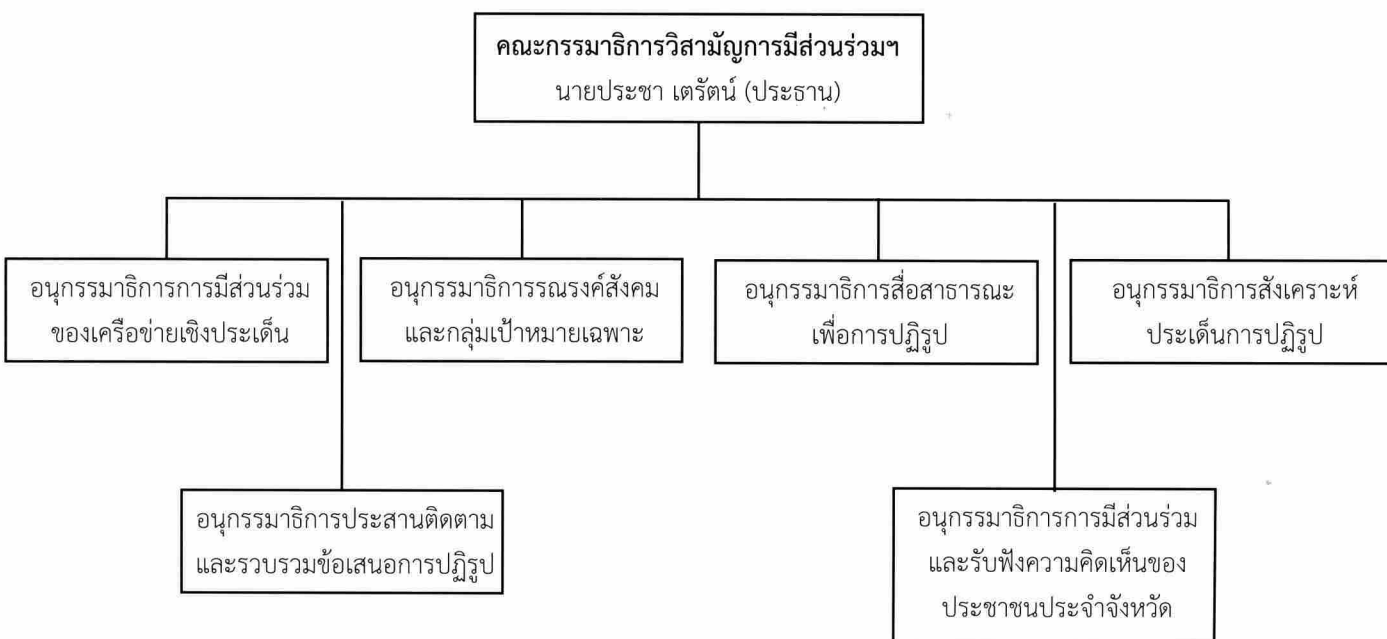 คณะกรรมาธิการวิสามัญการมีส่วนร่วมฯ
นายประชา เตรัตน์ (ประธาน)
อนุกรรมาธิการการมีส่วนร่วม
ของเครือข่ายเชิงประเด็น
อนุกรรมาธิการรณรงค์สังคม
และกลุ่มเป้าหมายเฉพาะ
อนุกรรมาธิการสื่อสาธารณะ
เพื่อการปฏิรูป
อนุกรรมาธิการสังเคราะห์
ประเด็นการปฏิรูป
อนุกรรมาธิการประสานติดตาม
และรวบรวมข้อเสนอการปฏิรูป
อนุกรรมาธิการการมีส่วนร่วม
และรับฟังความคิดเห็นของ
ประชาชนประจำจังหวัด